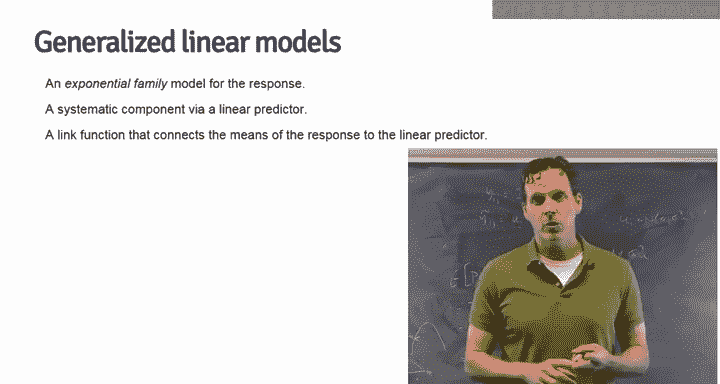 Generalized linear models
An exponential family model for the response.
A systematic component via a linear predictor.
A link function that connects the means of the response to the linear predictor.